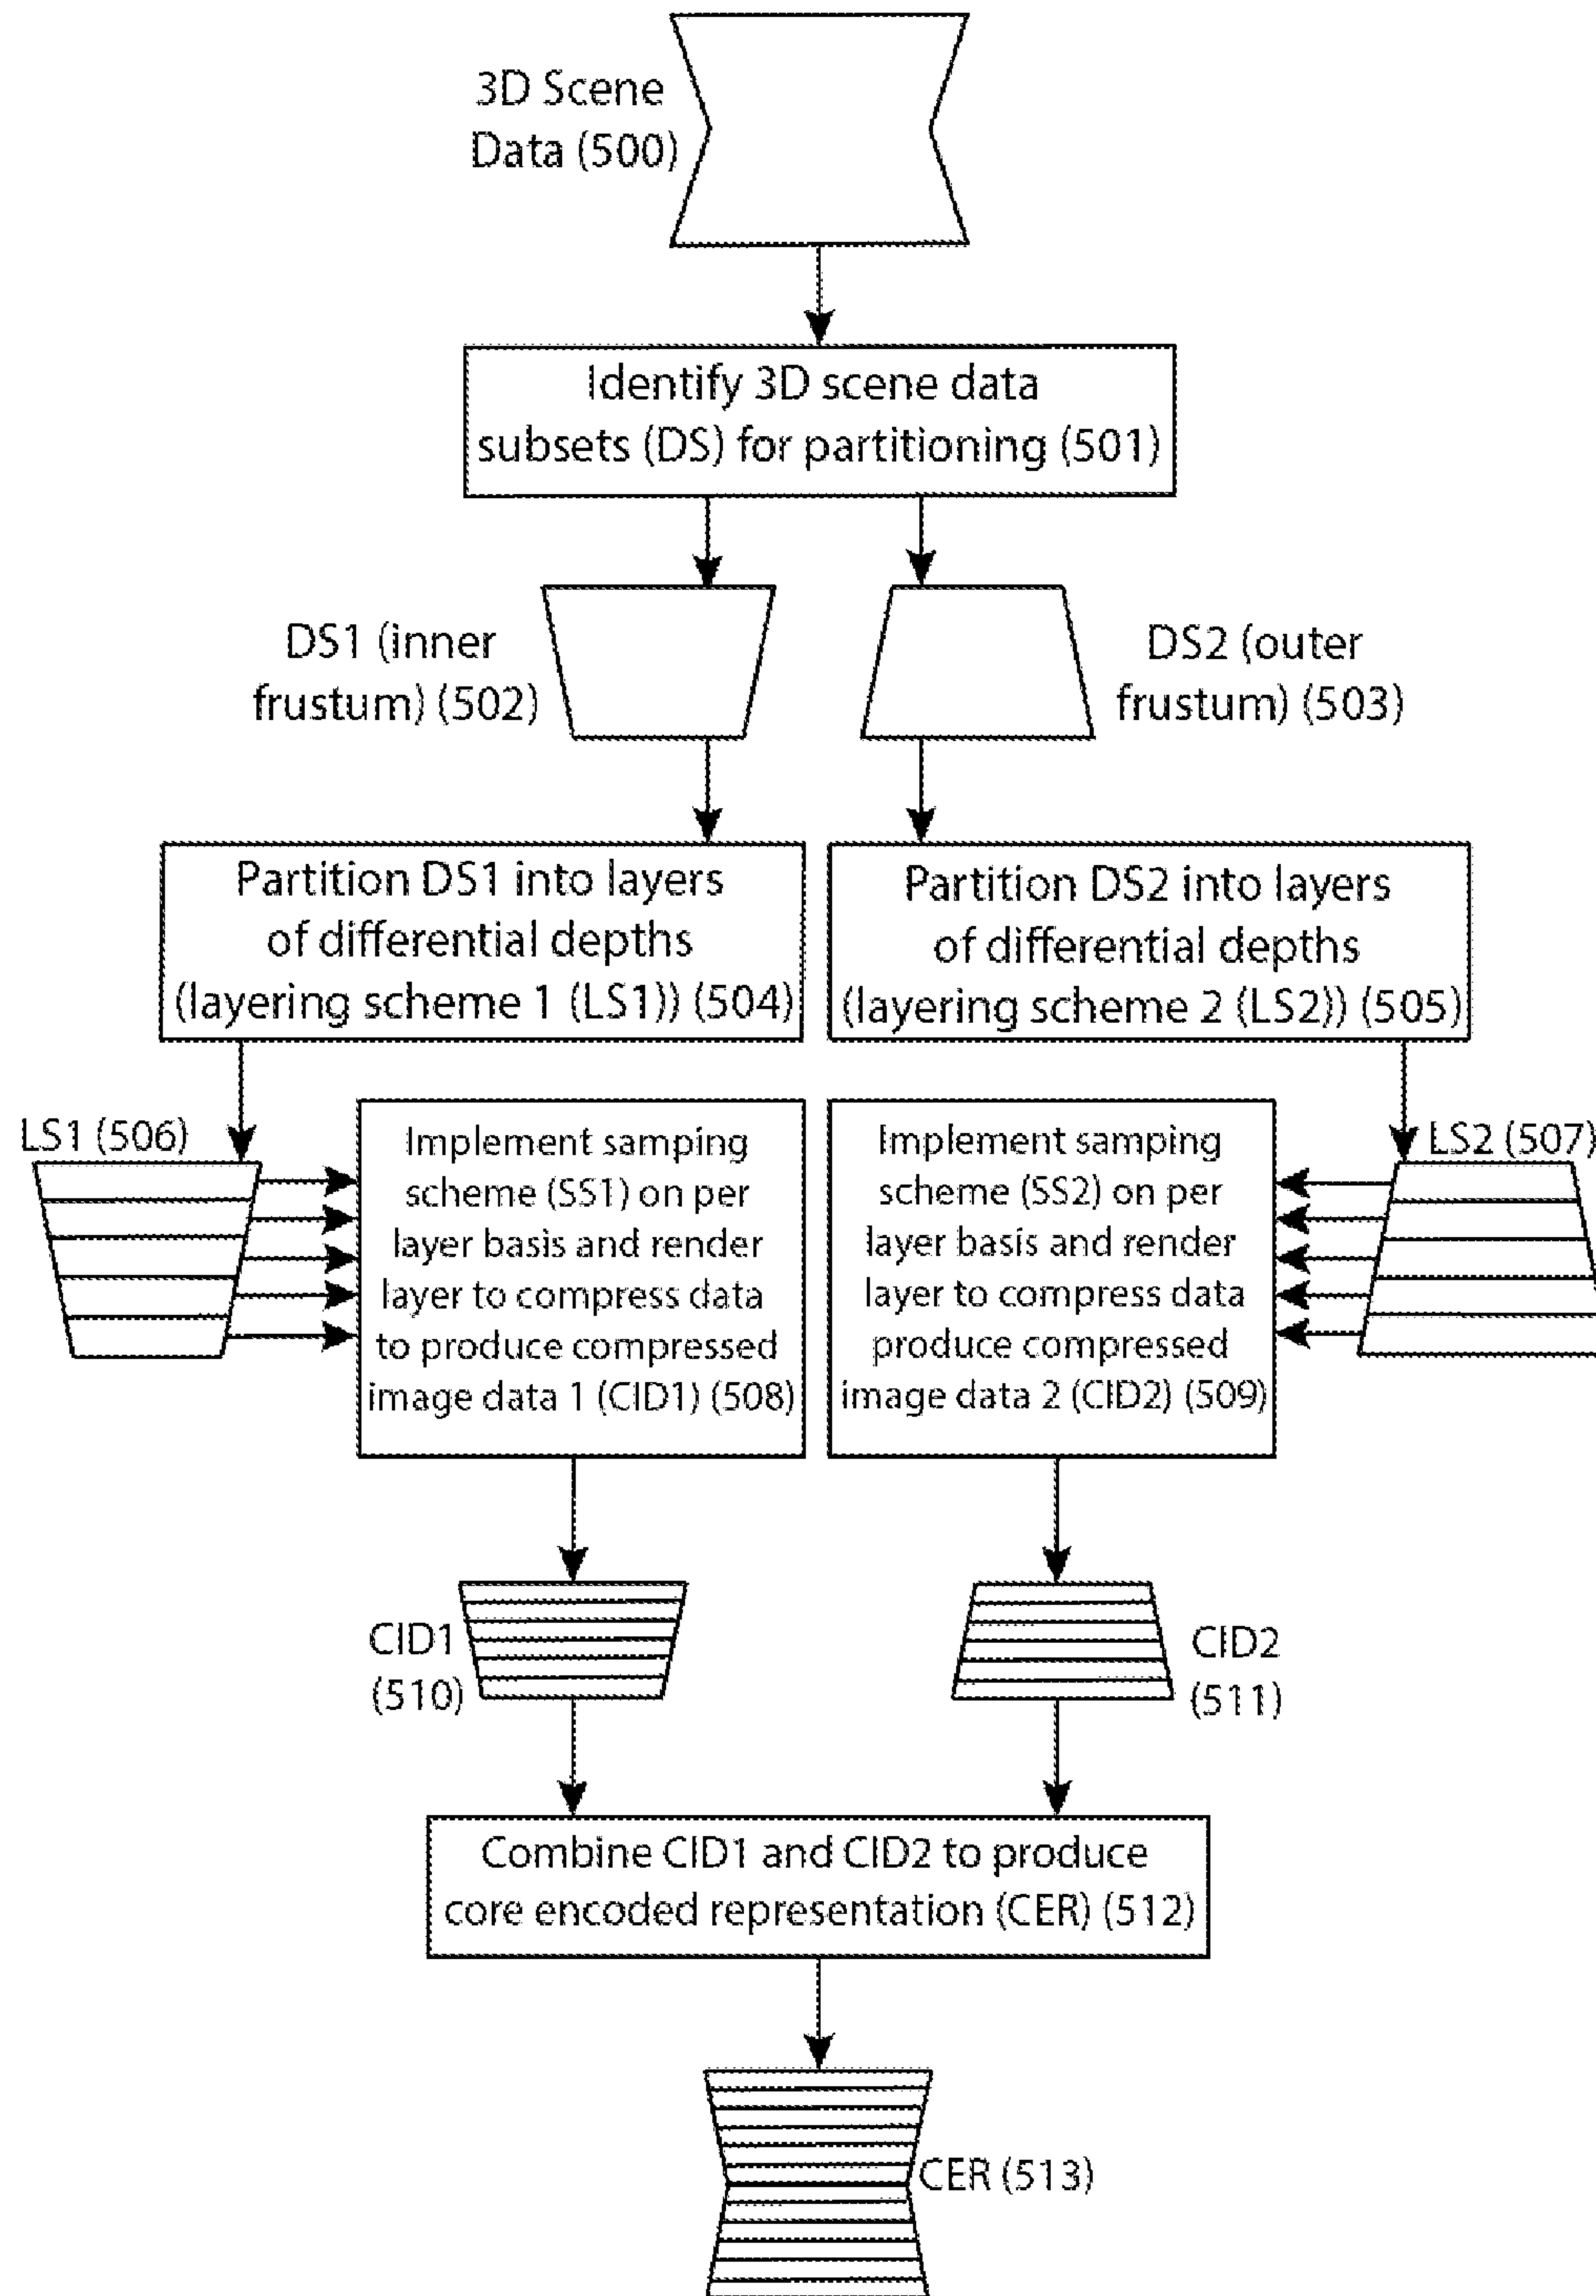 3D Scene
Data (500)
Identify 3D scene data
subsets (DS) for partitioning (501)
DS1 (inner
frustum) (502)
DS2 (outer
frustum) (503)
Partition DS1 into layers
of differential depths
(layering scheme 1 (LS1)) (504)
Partition DS2 into layers
of differential depths
(layering scheme 2 (LS2)) (505)
LS1 (506)
Implement samping
scheme (SS1) on per
layer basis and render
layer to compress data
to produce compressed
image data 1 (CID1) (508)
Implement samping
scheme (SS2) on per
layer basis and render
layer to compress data
produce compressed
image data 2 (CID2) (509)
LS2 (507)
CID1
(510)
CID2
(511)
Combine CID1 and CID2 to produce
core encoded representation (CER) (512)
CER (513)